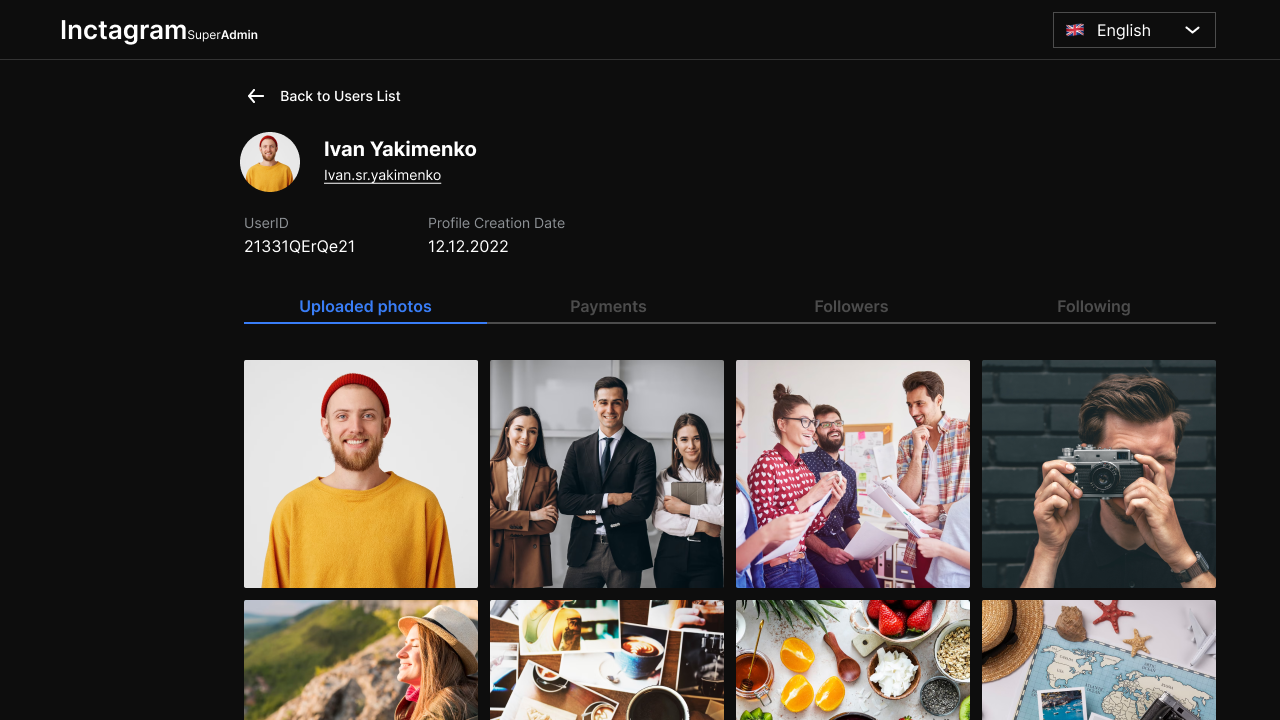 Inctagram SuperAdmin
English
Back to Users List
Ivan Yakimenko
Ivan.sr.yakimenko
UserID
Profile Creation Date
21331QErQe21
12.12.2022
Uploaded photos
Payments
Followers
Following